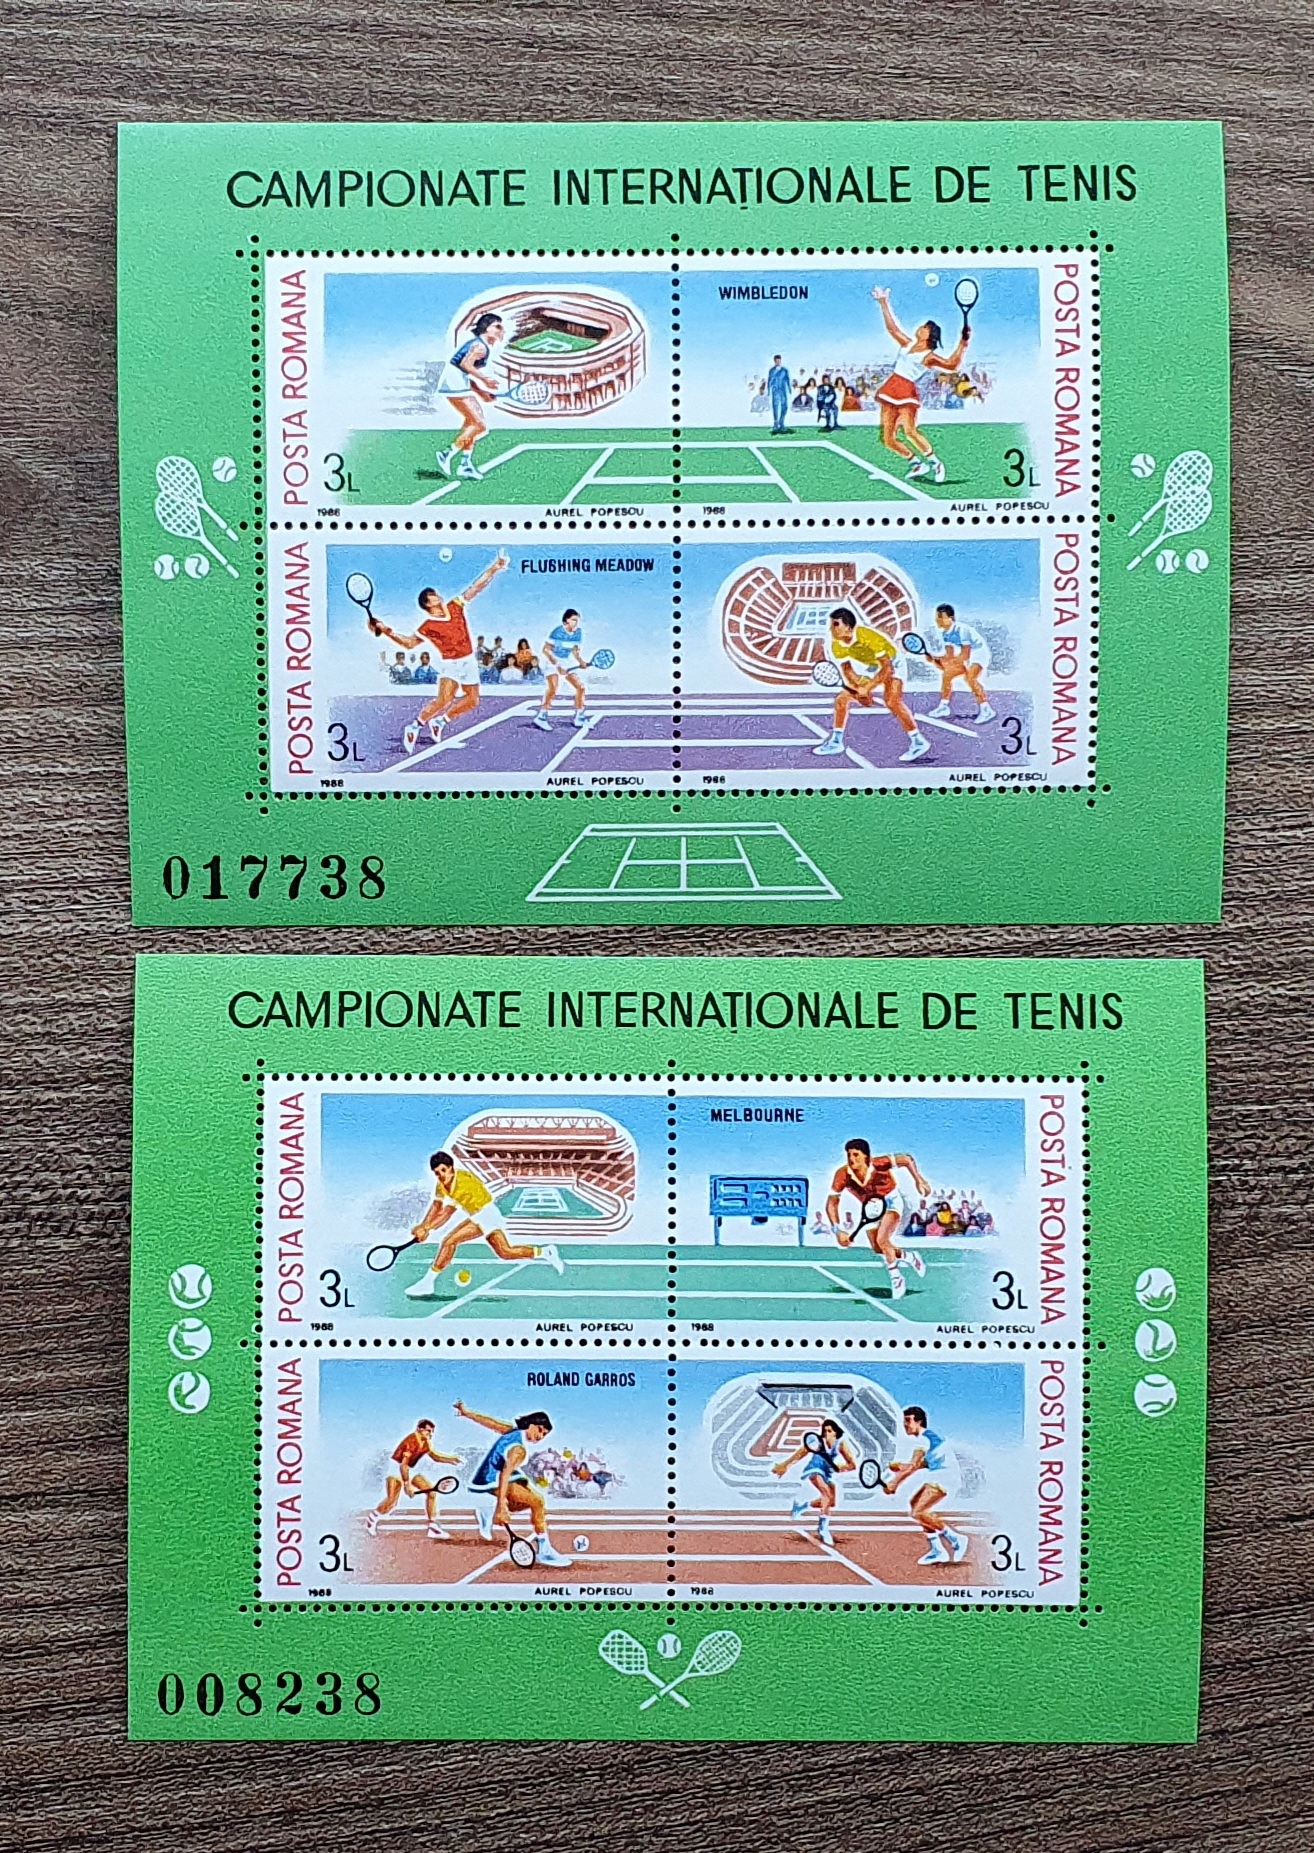 CAMPIONATE INTERNAȚIONALE DE TENIS
POSTA ROMANA
3L
1988
AUREL POPESCU
WIMBLEDON
POSTA ROMANA
3L
1988
AUREL POPESCU
POSTA ROMANA
FLUSHING MEADOW
3L
1988
AUREL POPESCU
POSTA ROMANA
3L
1988
AUREL POPESCU
017738
CAMPIONATE INTERNAȚIONALE DE TENIS
POSTA ROMANA
3L
1988
AUREL POPESCU
MELBOURNE
POSTA ROMANA
3L
1988
AUREL POPESCU
POSTA ROMANA
ROLAND GARROS
3L
1988
AUREL POPESCU
POSTA ROMANA
3L
1988
AUREL POPESCU
008238